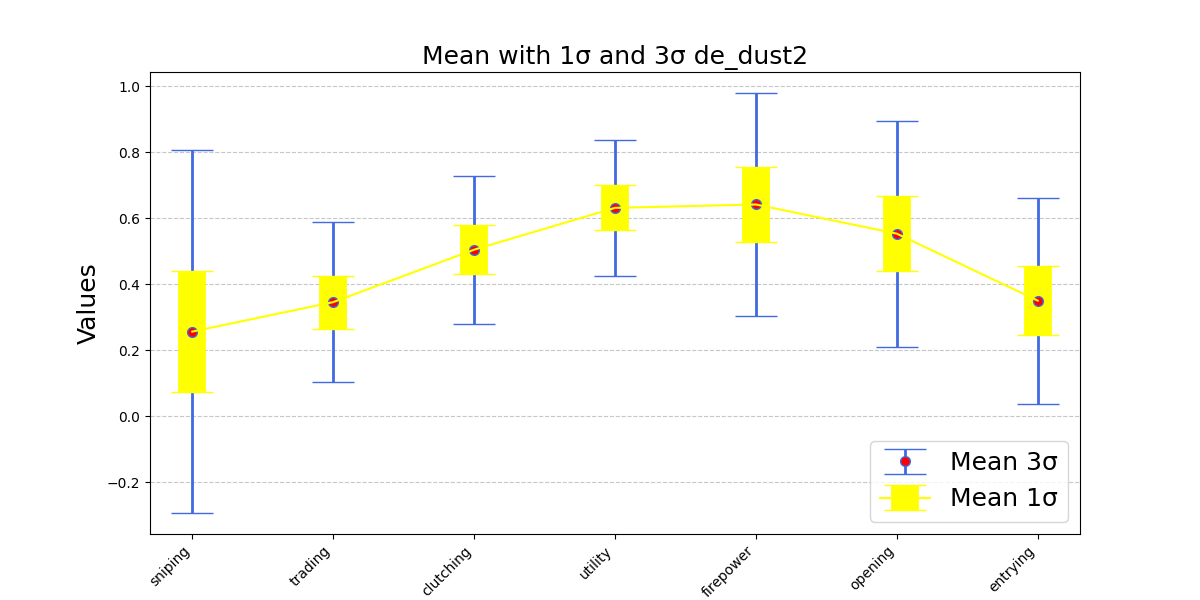 Mean with 1σ and 3σ de_dust2
Values
1.0
0.8
0.6
0.4
0.2
0.0
−0.2
Mean 3σ
Mean 1σ
sniping
trading
clutching
utility
firepower
opening
entrying